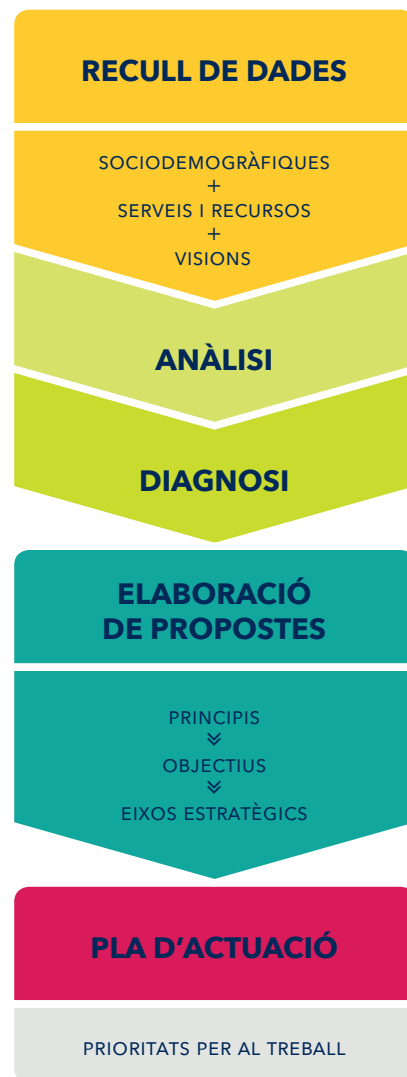 RECULL DE DADES
SOCIODEMOGRÀFIQUES
+
SERVEIS I RECURSOS
+
VISIONS
ANÀLISI
DIAGNOSI
ELABORACIÓ
DE PROPOSTES
PRINCIPIS
OBJECTIUS
EIXOS ESTRATÈGICS
PLA D’ACTUACIÓ
PRIORITATS PER AL TREBALL